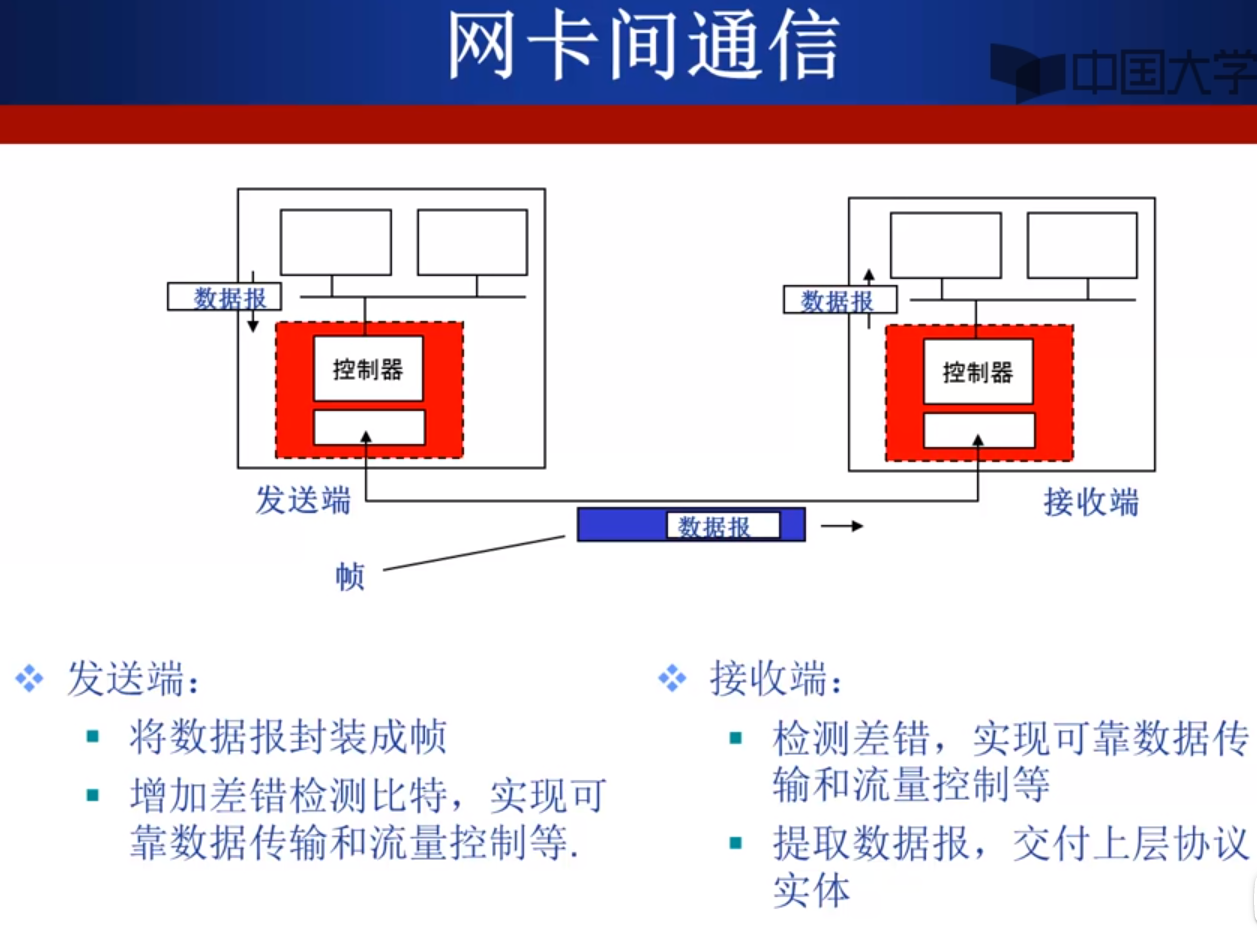 网卡间通信
中国大学
数据报
数据报
控制器
控制器
发送端
接收端
数据报
帧
发送端：
将数据报封装成帧
增加差错检测比特，实现可
靠数据传输和流量控制等.
接收端：
检测差错，实现可靠数据传
输和流量控制等
提取数据报，交付上层协议
实体